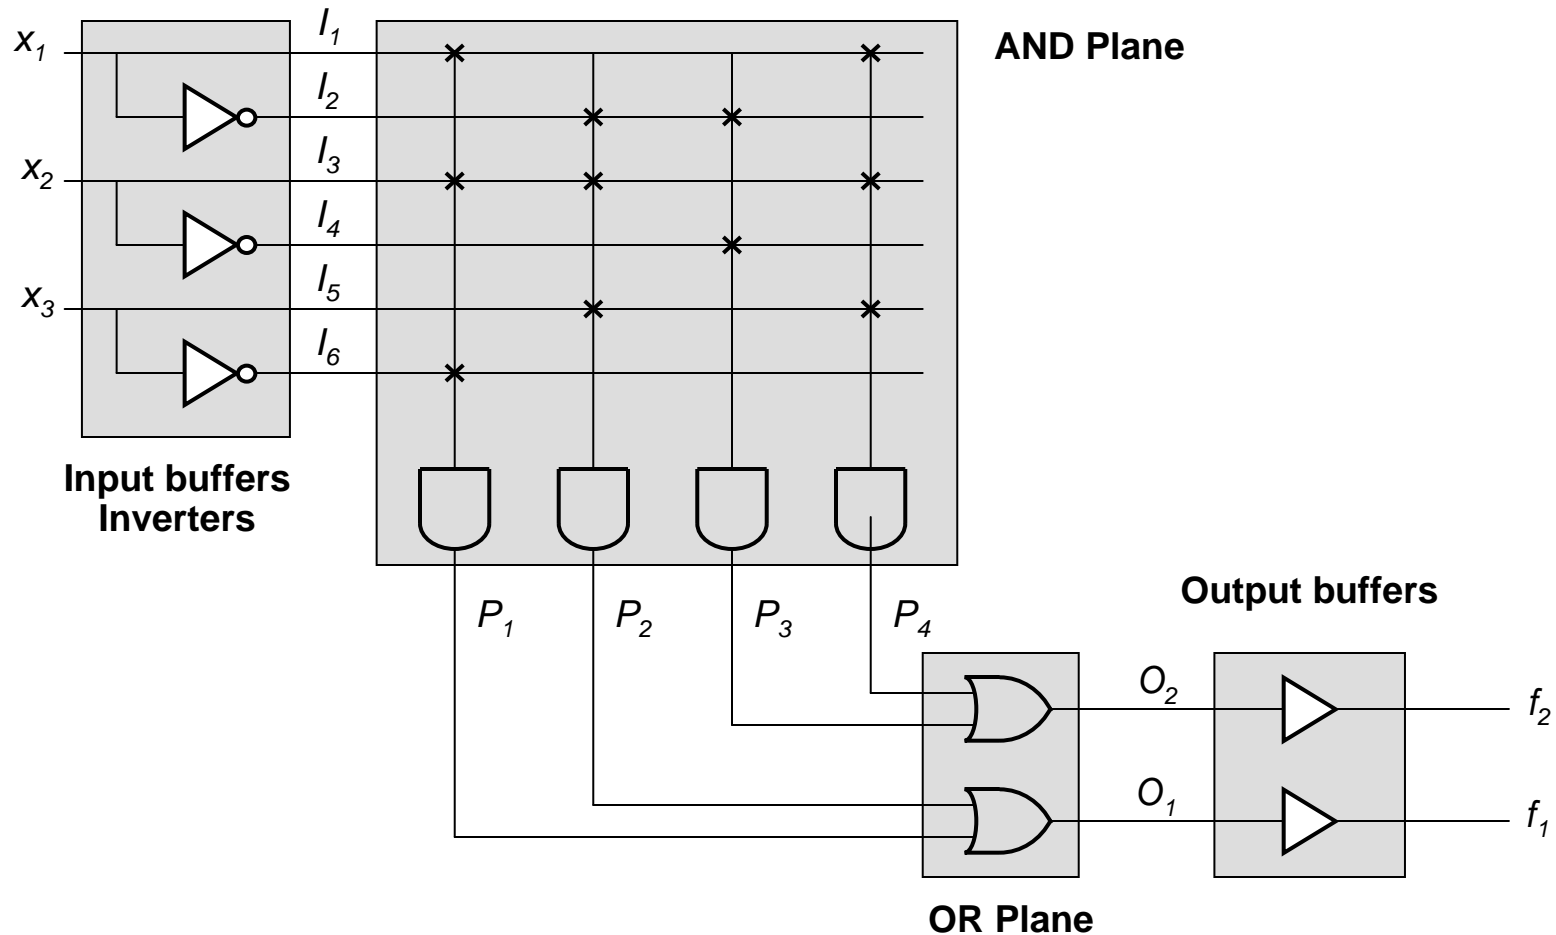 x1
I1
AND Plane
I2
I3
x2
I4
I5
x3
I6
Input buffers
Inverters
P1
P2
P3
P4
Output buffers
O2
f2
O1
f1
OR Plane